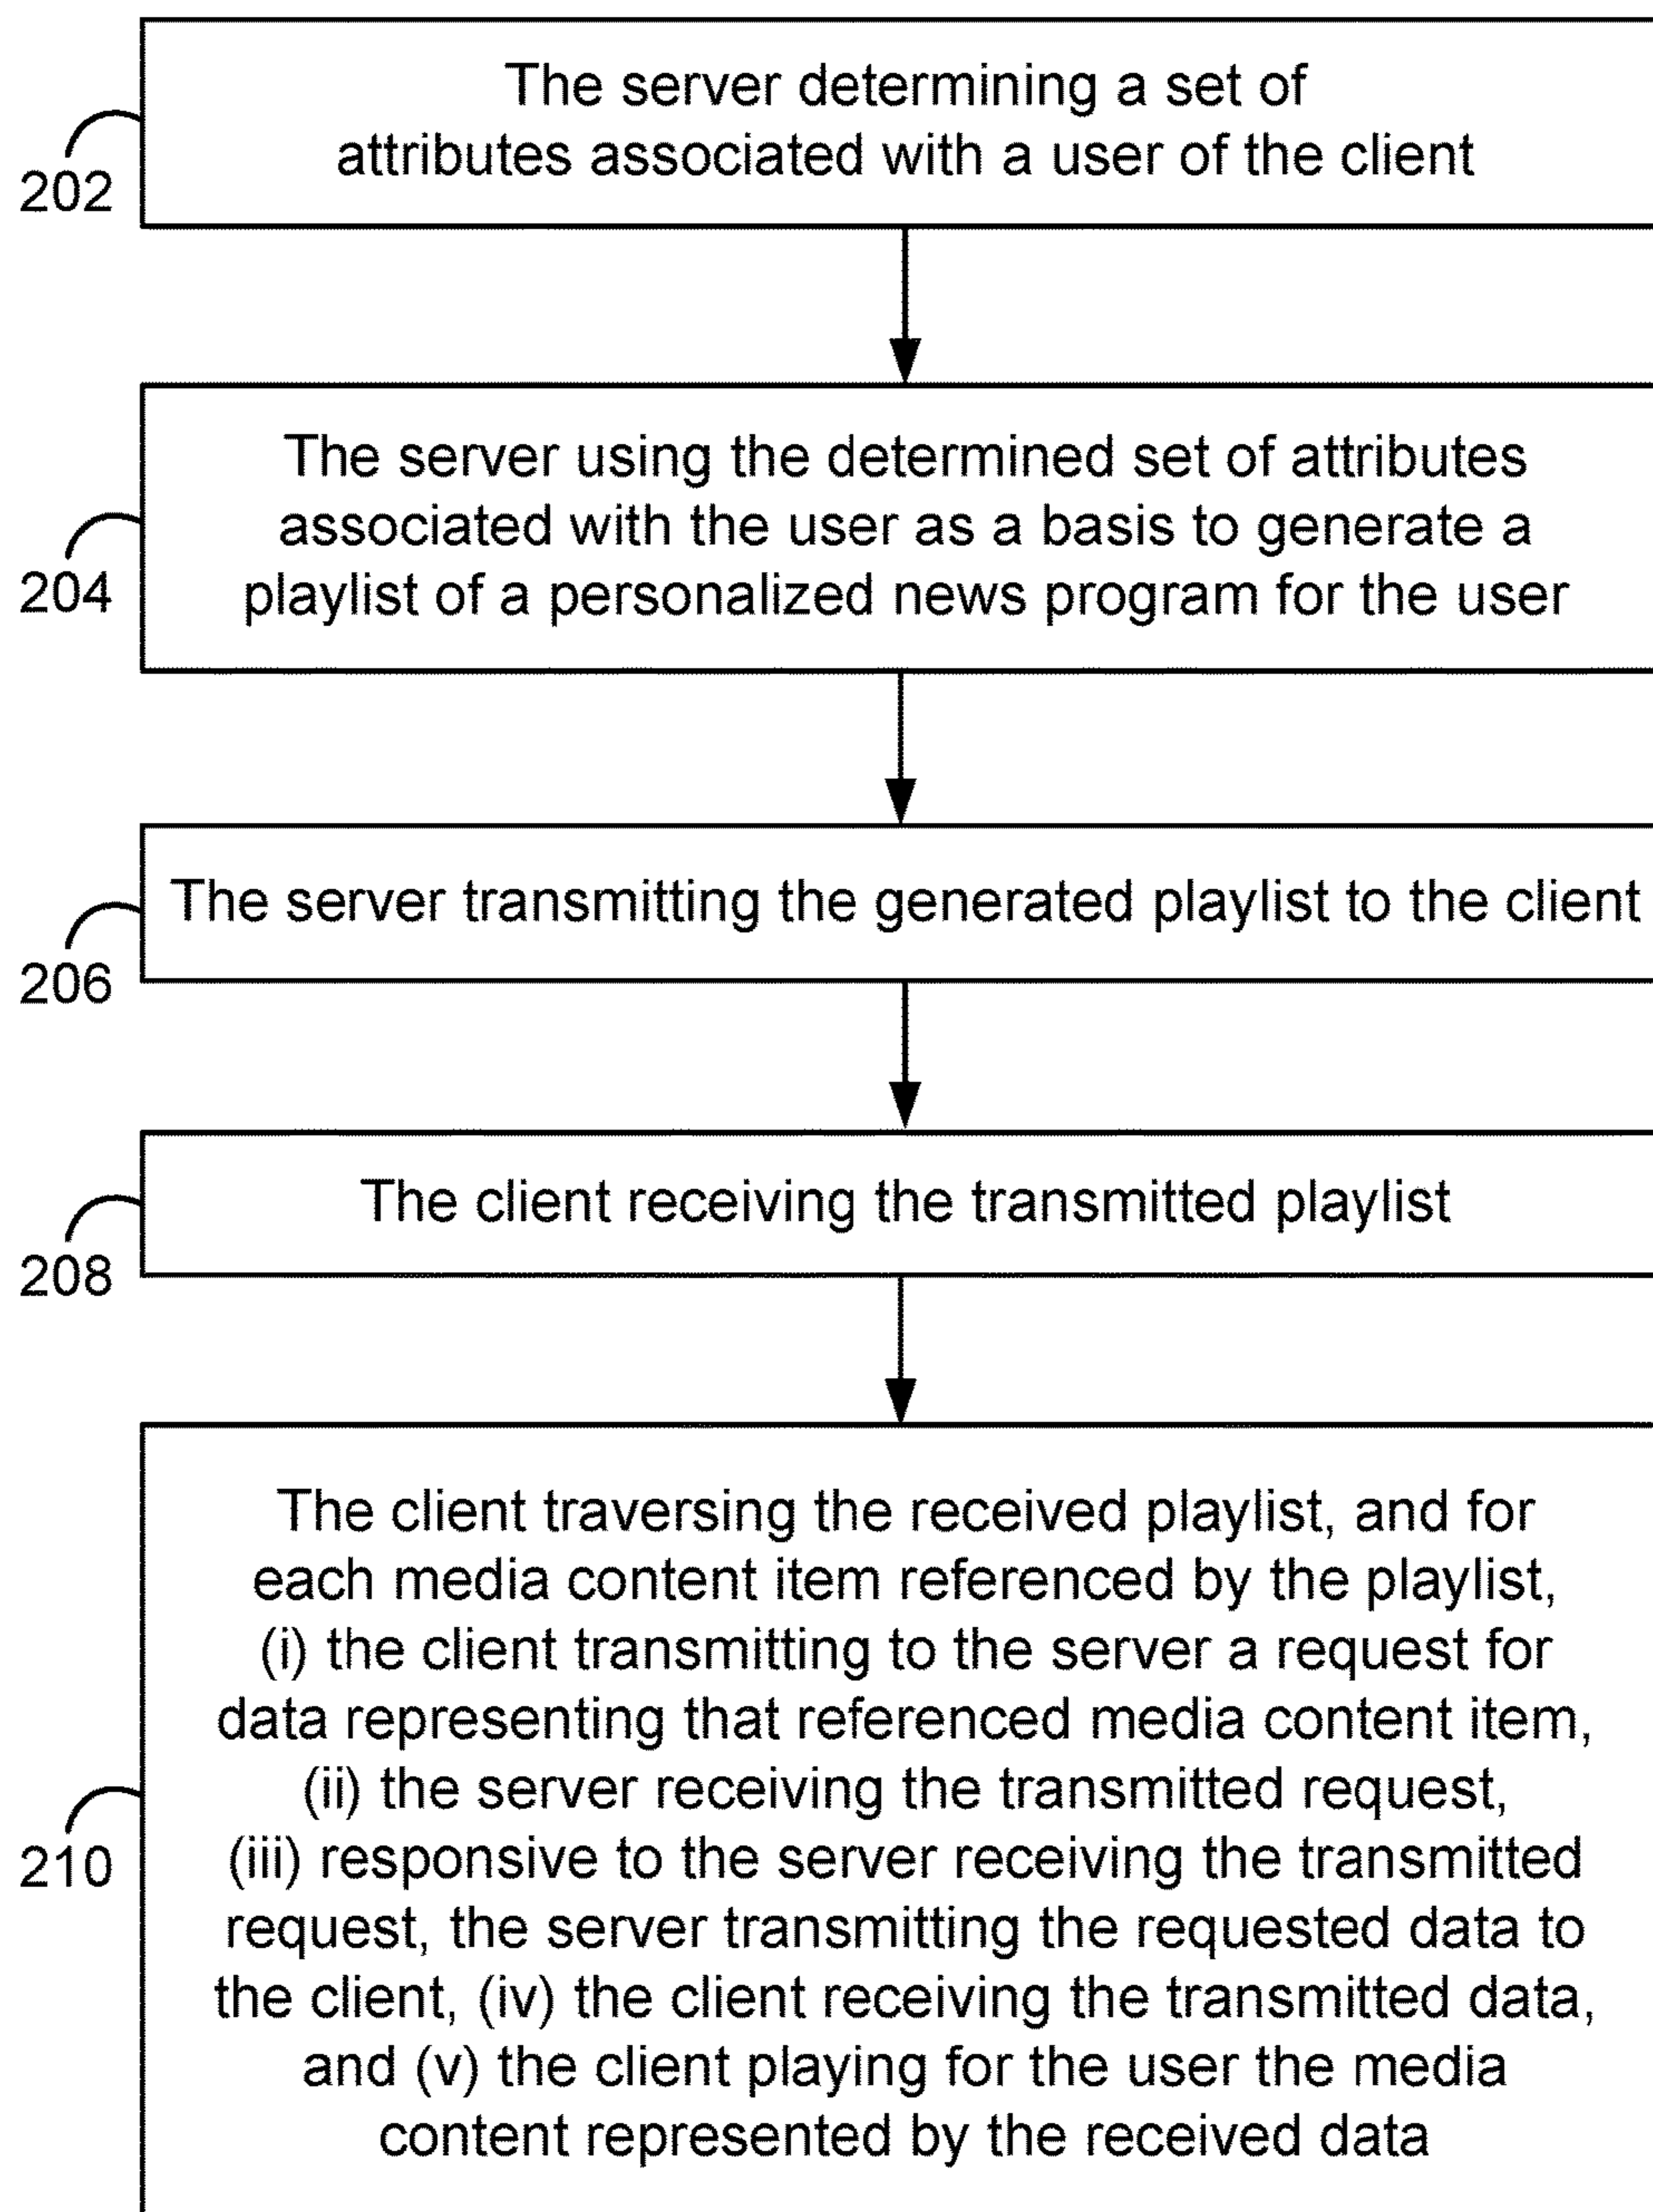 The server determining a set of
attributes associated with a user of the client
202
The server using the determined set of attributes
associated with the user as a basis to generate a
playlist of a personalized news program for the user
204
The server transmitting the generated playlist to the client
206
The client receiving the transmitted playlist
208
The client traversing the received playlist, and for
each media content item referenced by the playlist,
(i) the client transmitting to the server a request for
data representing that referenced media content item,
(ii) the server receiving the transmitted request,
(iii) responsive to the server receiving the transmitted
request, the server transmitting the requested data to
the client, (iv) the client receiving the transmitted data,
and (v) the client playing for the user the media
content represented by the received data
210